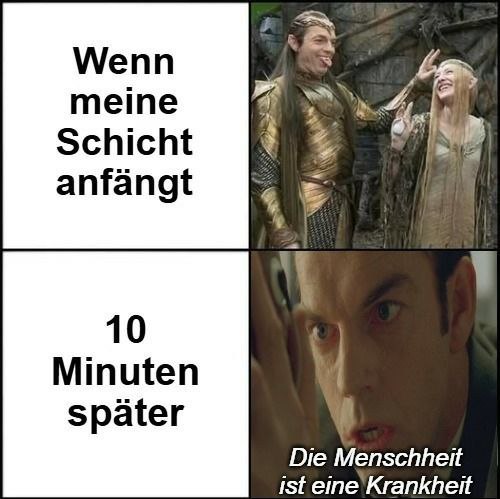 Wenn
meine
Schicht
anfängt
10
Minuten
später
Die Menschheit
ist eine Krankheit